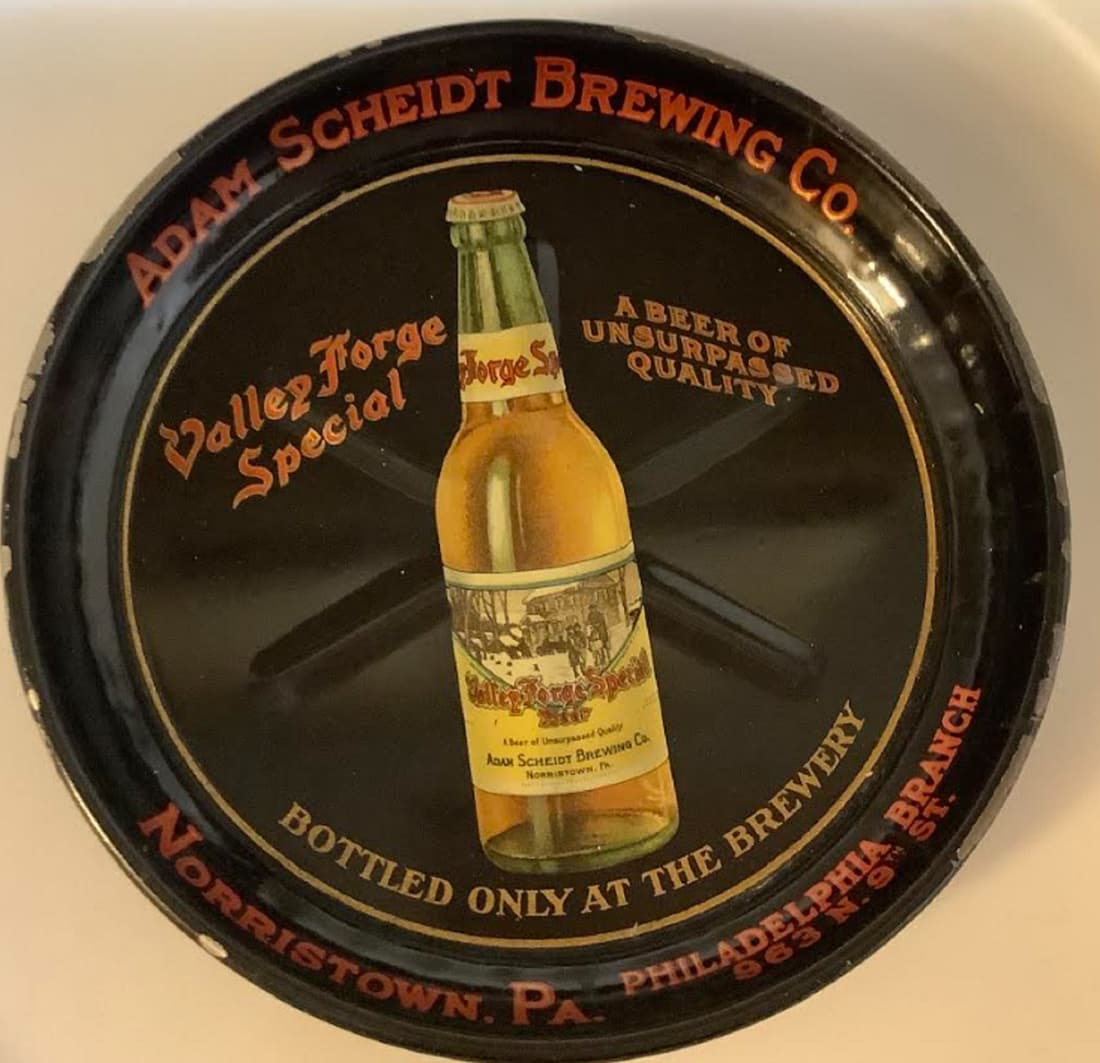 ADAM SCHEIDT BREWING CO.
Valley Forge
Special
A BEER OF
UNSURPASSED
QUALITY
Forge Sp
Valley Forge Special
Beer
A Beer of Unsurpassed Quality
ADAM SCHEIDT BREWING CO.
NORRISTOWN, PA.
BOTTLED ONLY AT THE BREWERY
NORRISTOWN. PA.
PHILADELPHIA BRANCH
963 N. 9TH ST.